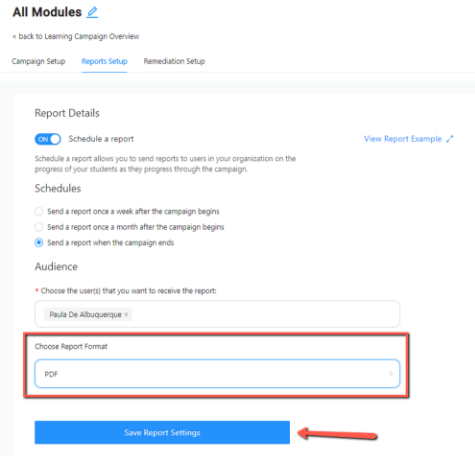 All Modules
< back to Learning Campaign Overview
Campaign Setup Reports Setup Remediation Setup
Report Details
ON Schedule a report View Report Example
Schedule a report allows you to send reports to users in your organization on the
progress of your students as they progress through the campaign.
Schedules
Send a report once a week after the campaign begins
Send a report once a month after the campaign begins
Send a report when the campaign ends
Audience
* Choose the user(s) that you want to receive the report:
Paula De Albuquerque ×
Choose Report Format
PDF
Save Report Settings